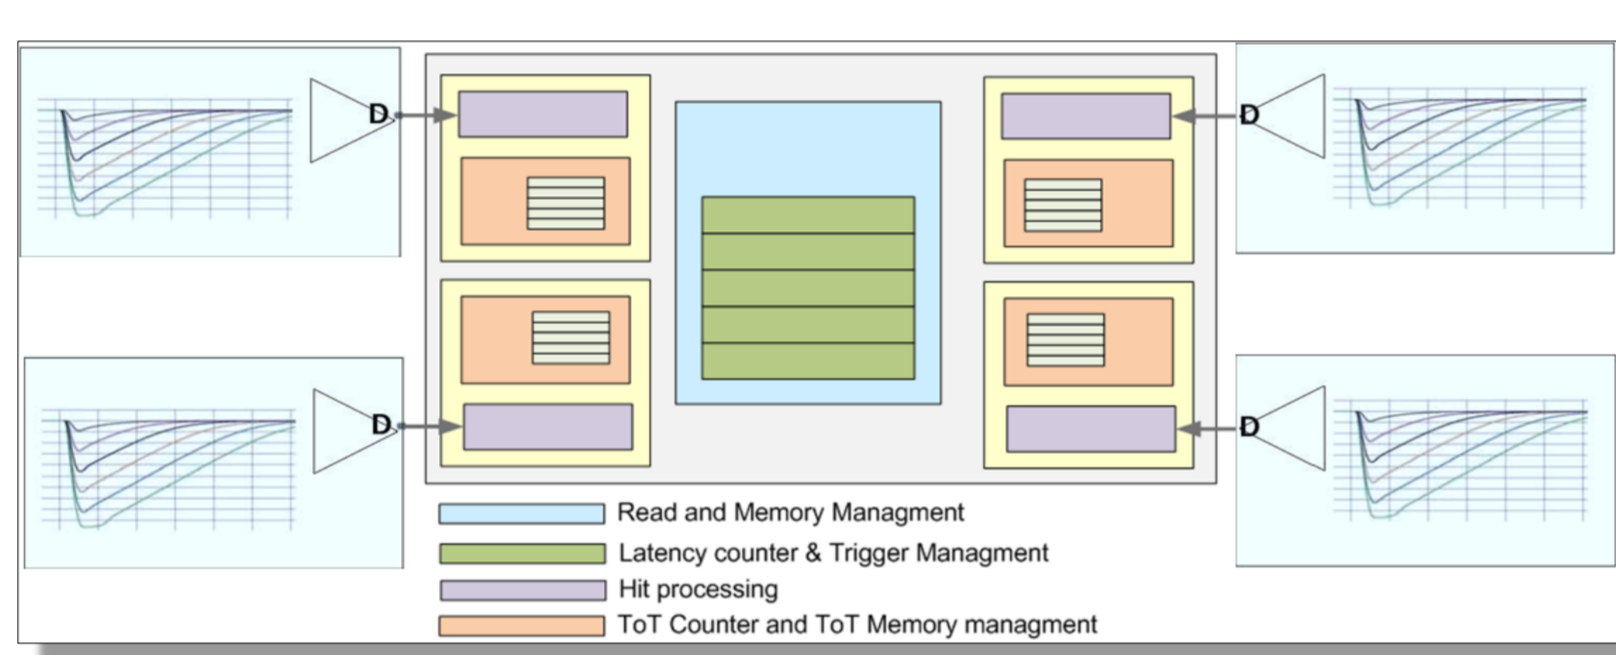 D
D
D
D
Read and Memory Managment
Latency counter & Trigger Managment
Hit processing
ToT Counter and ToT Memory managment